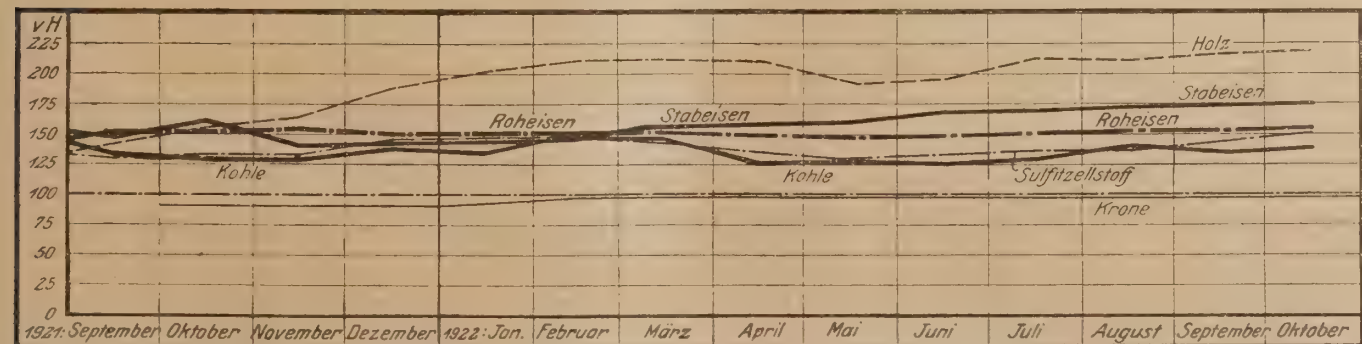 vH
225
Holz
200
Stabeisen
175
Stabeisen
Roheisen
Roheisen
150
125
Kohle
Kohle
Sulfitzellstoff
100
Krone
75
50
25
0
1921: September Oktober November Dezember 1922: Jan. Februar März April Mai Juni Juli August September Oktober